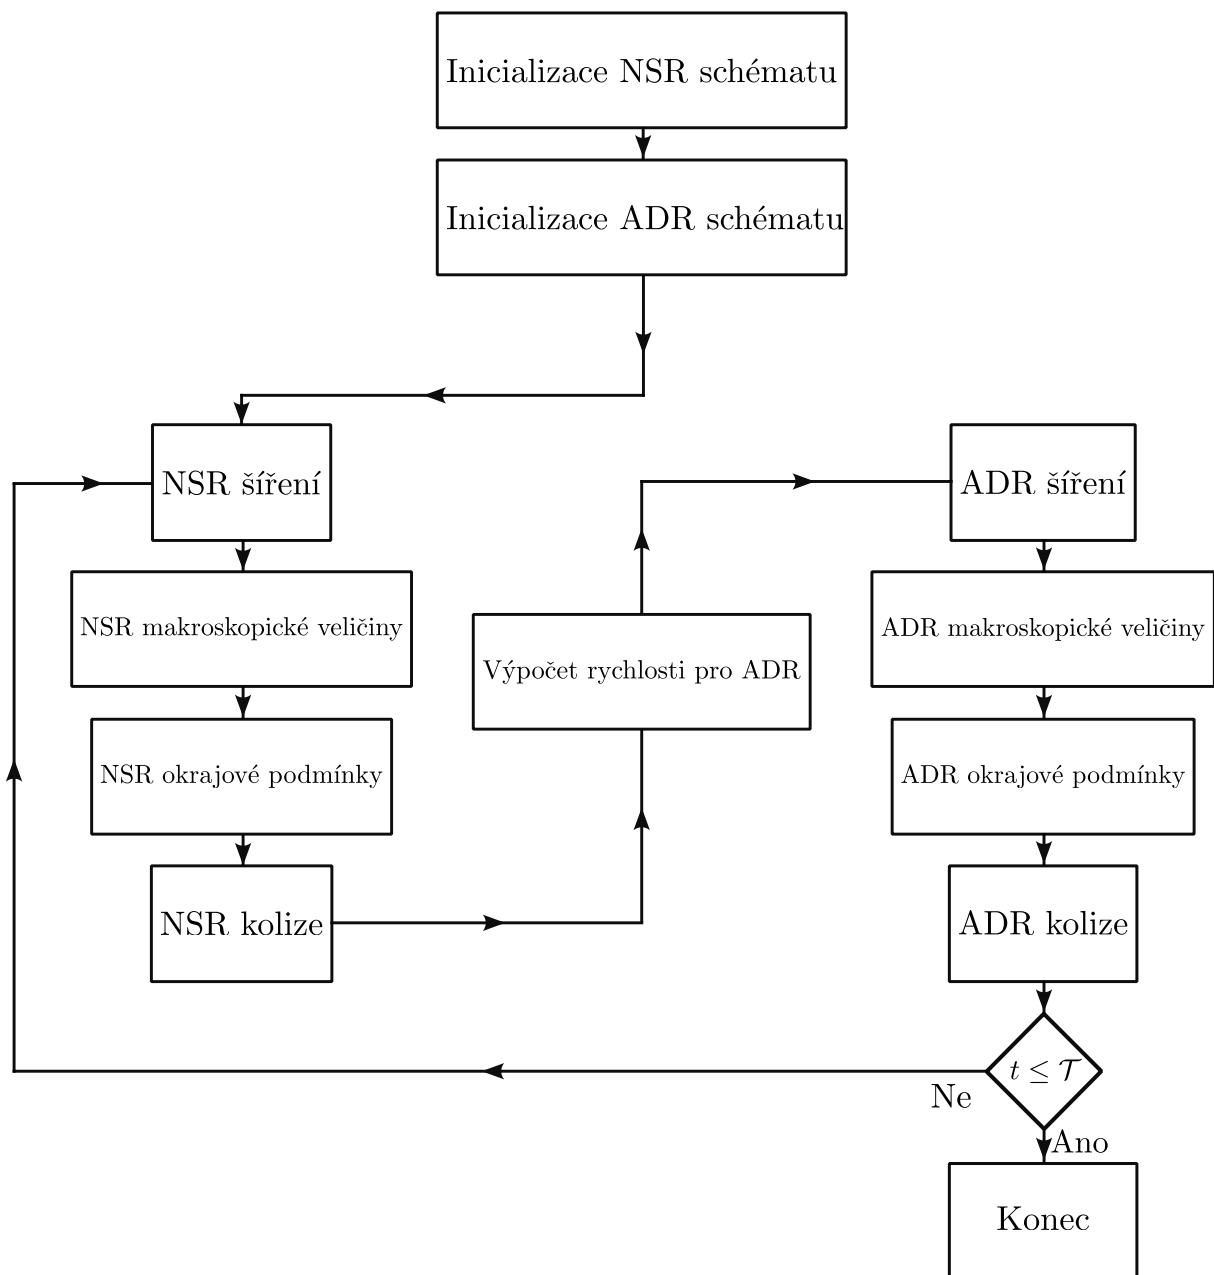 Inicializace NSR schématu
Inicializace ADR schématu
NSR šíření
NSR makroskopické veličiny
NSR okrajové podmínky
NSR kolize
Výpočet rychlosti pro ADR
ADR šíření
ADR makroskopické veličiny
ADR okrajové podmínky
ADR kolize
t ≤ 𝒯
Ne
Ano
Konec